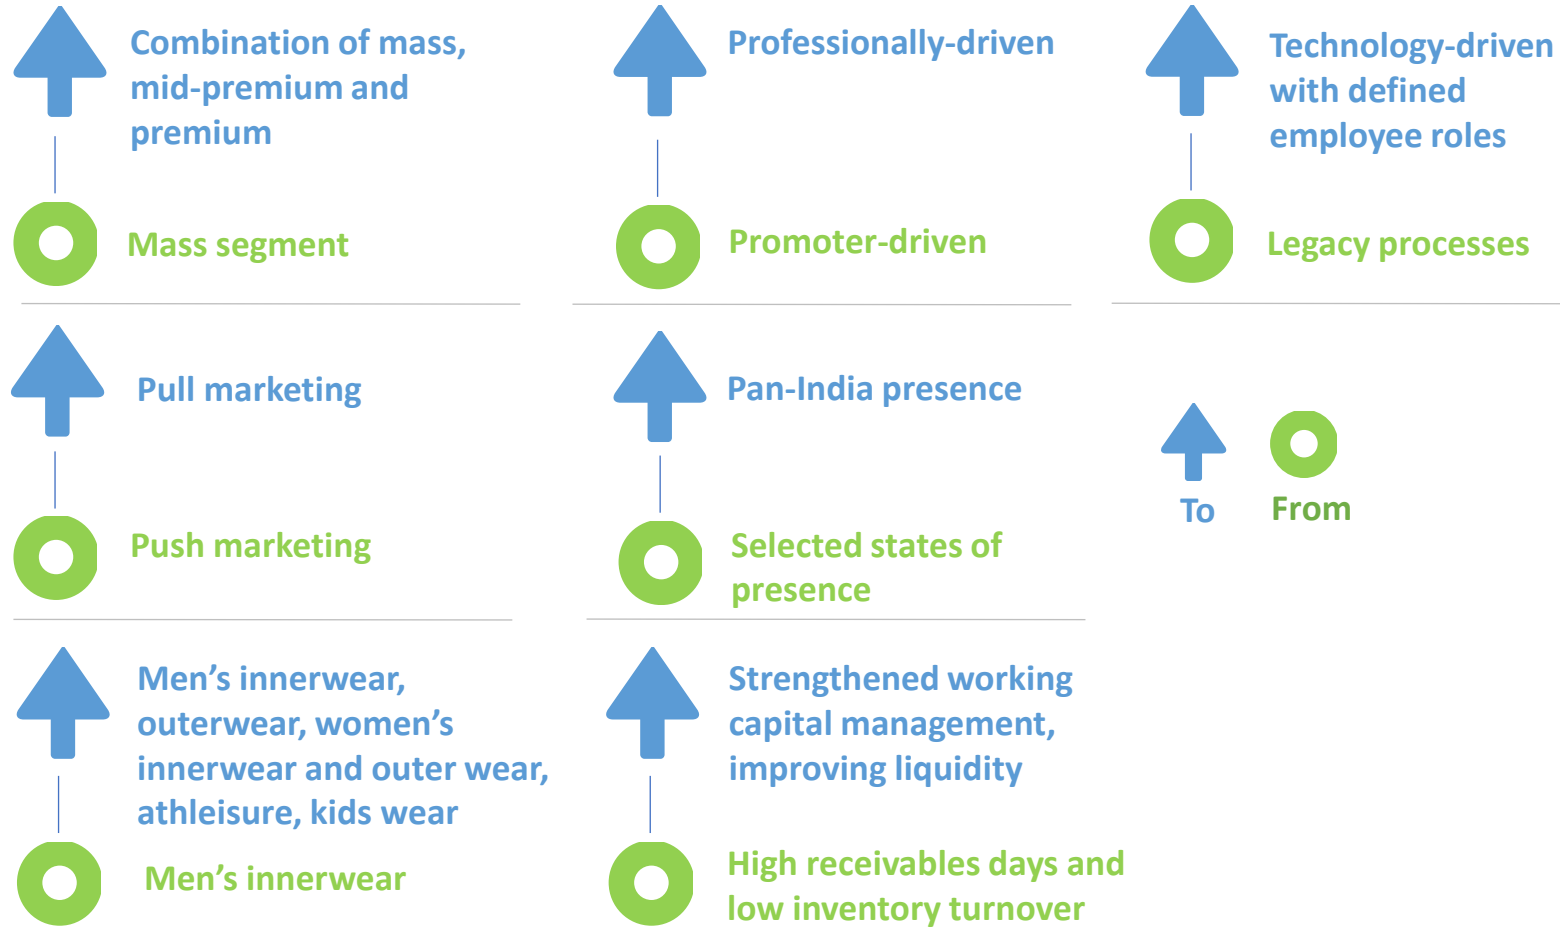 Combination of mass,
mid-premium and
premium
Mass segment
Professionally-driven
Promoter-driven
Technology-driven
with defined
employee roles
Legacy processes
Pull marketing
Push marketing
Pan-India presence
Selected states of
presence
To
From
Men’s innerwear,
outerwear, women’s
innerwear and outer wear,
athleisure, kids wear
Men’s innerwear
Strengthened working
capital management,
improving liquidity
High receivables days and
low inventory turnover